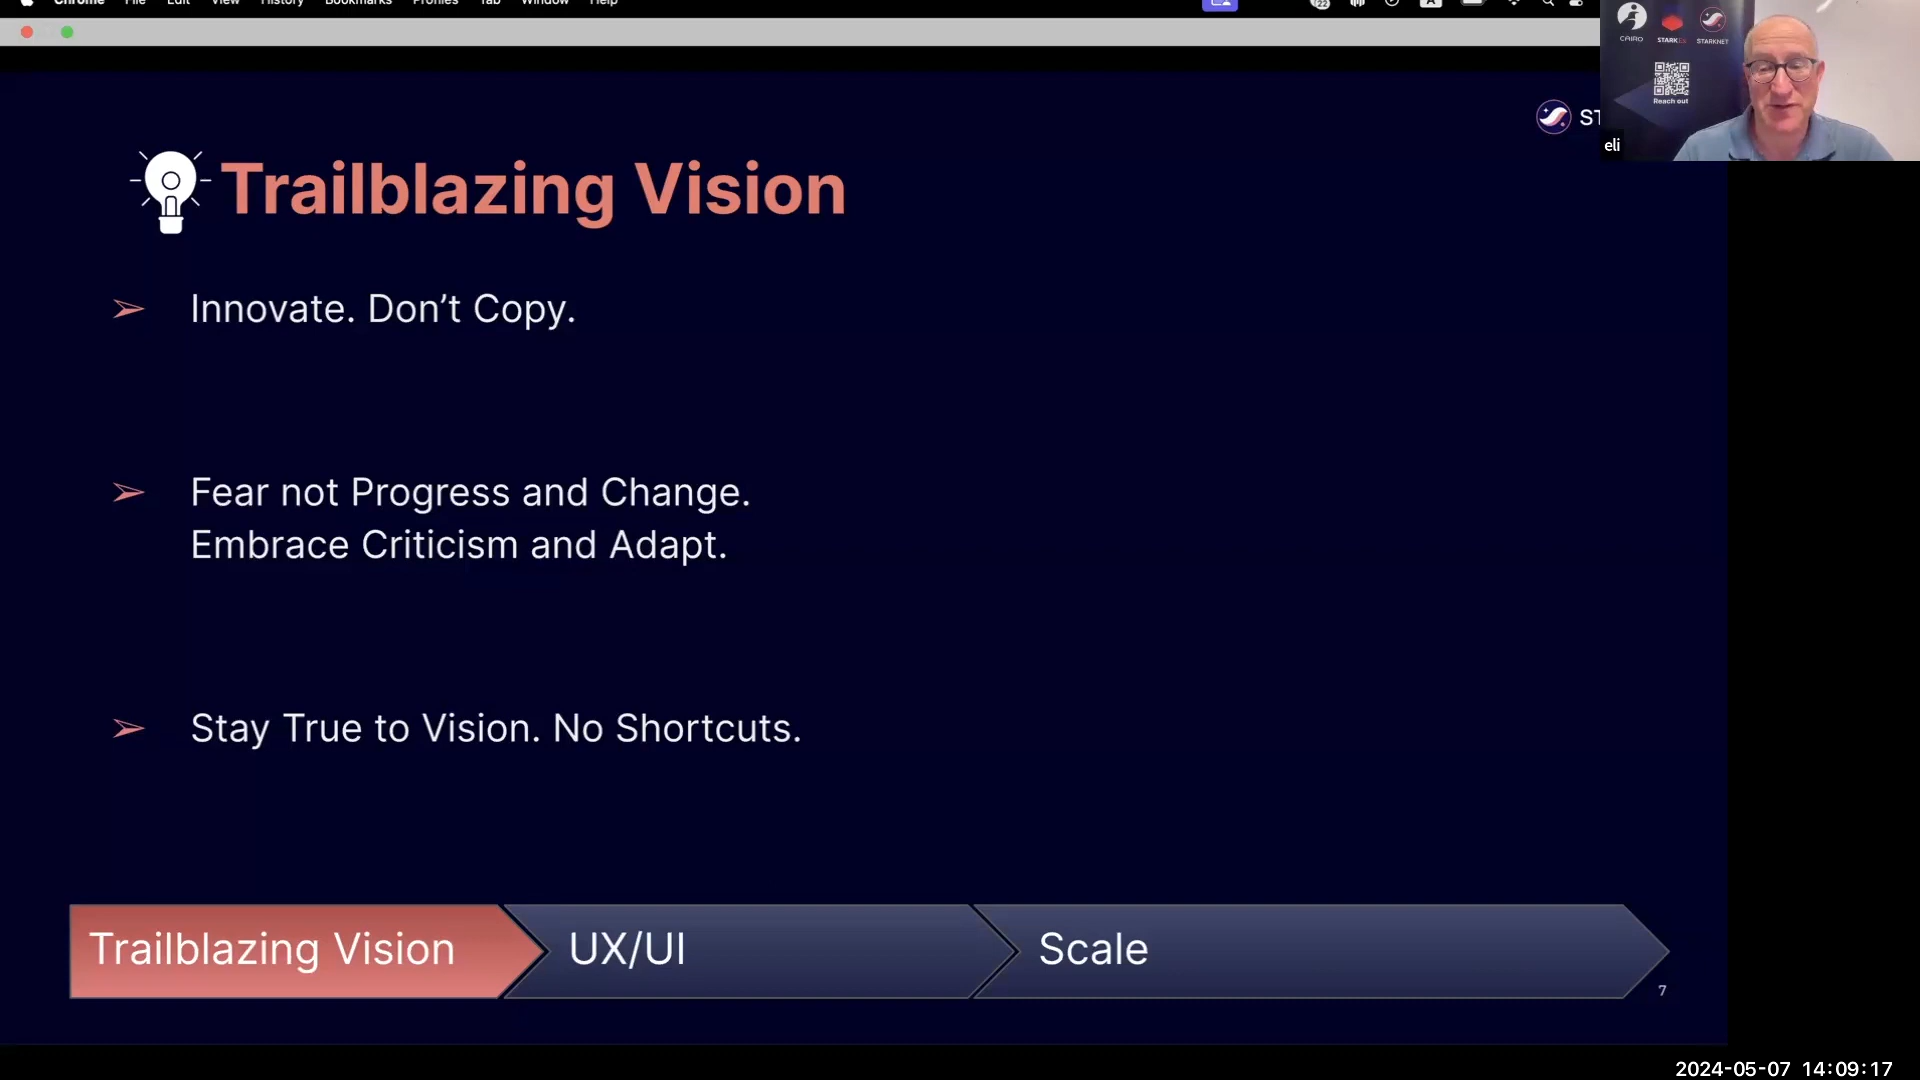 Chrome File Edit View History Bookmarks Profiles Tab Window Help
CAIRO STARKEx STARKNET
Reach out
eli
ST
Trailblazing Vision
➢ Innovate. Don’t Copy.
➢ Fear not Progress and Change.
Embrace Criticism and Adapt.
➢ Stay True to Vision. No Shortcuts.
Trailblazing Vision UX/UI Scale
7
2024-05-07 14:09:17